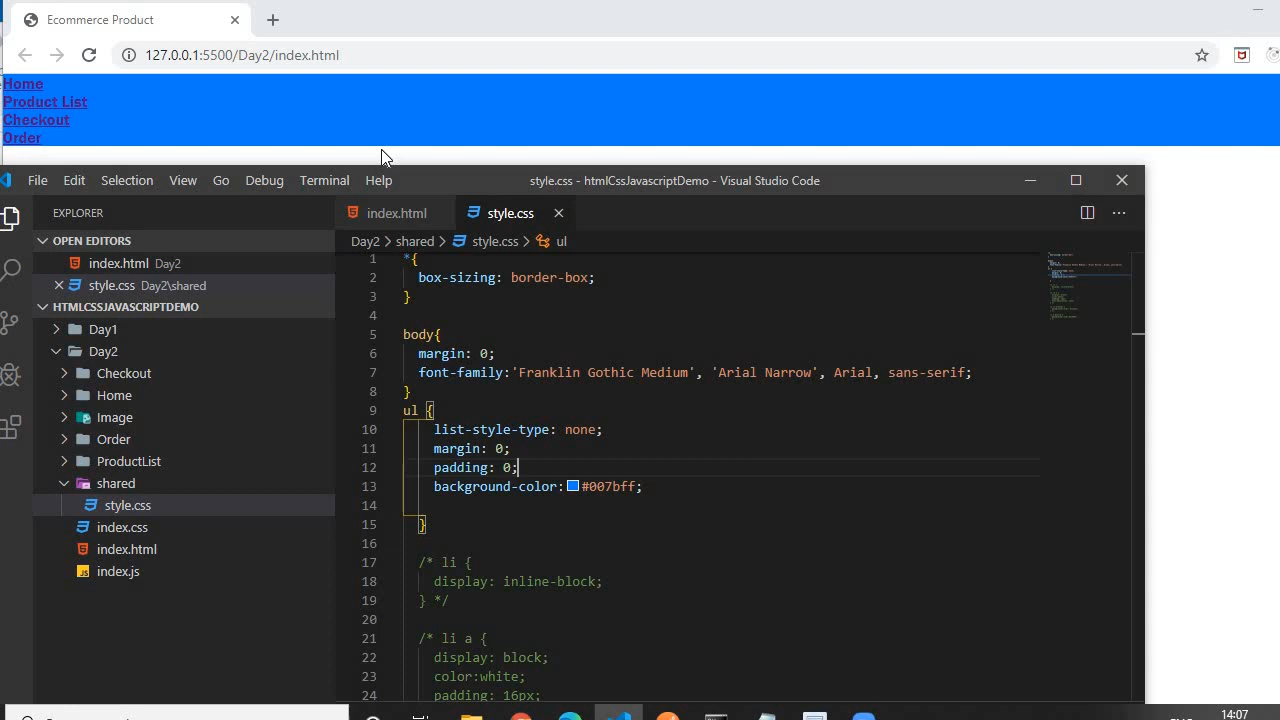 Ecommerce Product
127.0.0.1:5500/Day2/index.html
Home
Product List
Checkout
Order
File Edit Selection View Go Debug Terminal Help
style.css - htmlCssJavascriptDemo - Visual Studio Code
EXPLORER
index.html
style.css
OPEN EDITORS
index.html Day2
style.css Day2\shared
HTMLCSSJAVASCRIPTDEMO
Day1
Day2
Checkout
Home
Image
Order
ProductList
shared
style.css
index.css
index.html
index.js
Day2 > shared > style.css > ul
1 *{
2 box-sizing: border-box;
3 }
4
5 body{
6 margin: 0;
7 font-family:'Franklin Gothic Medium', 'Arial Narrow', Arial, sans-serif;
8 }
9 ul {
10 list-style-type: none;
11 margin: 0;
12 padding: 0;
13 background-color: #007bff;
14
15 }
16
17 /* li {
18 display: inline-block;
19 } */
20
21 /* li a {
22 display: block;
23 color:white;
24 padding: 16px;
14:07